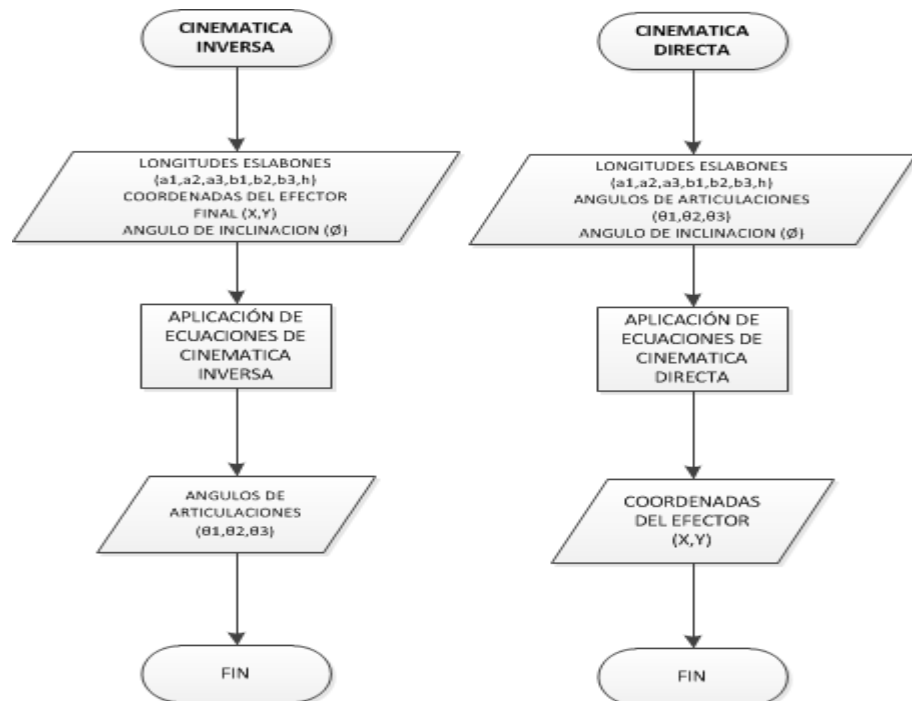 CINEMATICA
INVERSA
LONGITUDES ESLABONES
(a1,a2,a3,b1,b2,b3,h)
COORDENADAS DEL EFECTOR
FINAL (X,Y)
ANGULO DE INCLINACION (Ø)
APLICACIÓN DE
ECUACIONES DE
CINEMATICA
INVERSA
ANGULOS DE
ARTICULACIONES
(θ1,θ2,θ3)
FIN
CINEMATICA
DIRECTA
LONGITUDES ESLABONES
(a1,a2,a3,b1,b2,b3,h)
ANGULOS DE ARTICULACIONES
(θ1,θ2,θ3)
ANGULO DE INCLINACION (Ø)
APLICACIÓN DE
ECUACIONES DE
CINEMATICA
DIRECTA
COORDENADAS
DEL EFECTOR
(X,Y)
FIN